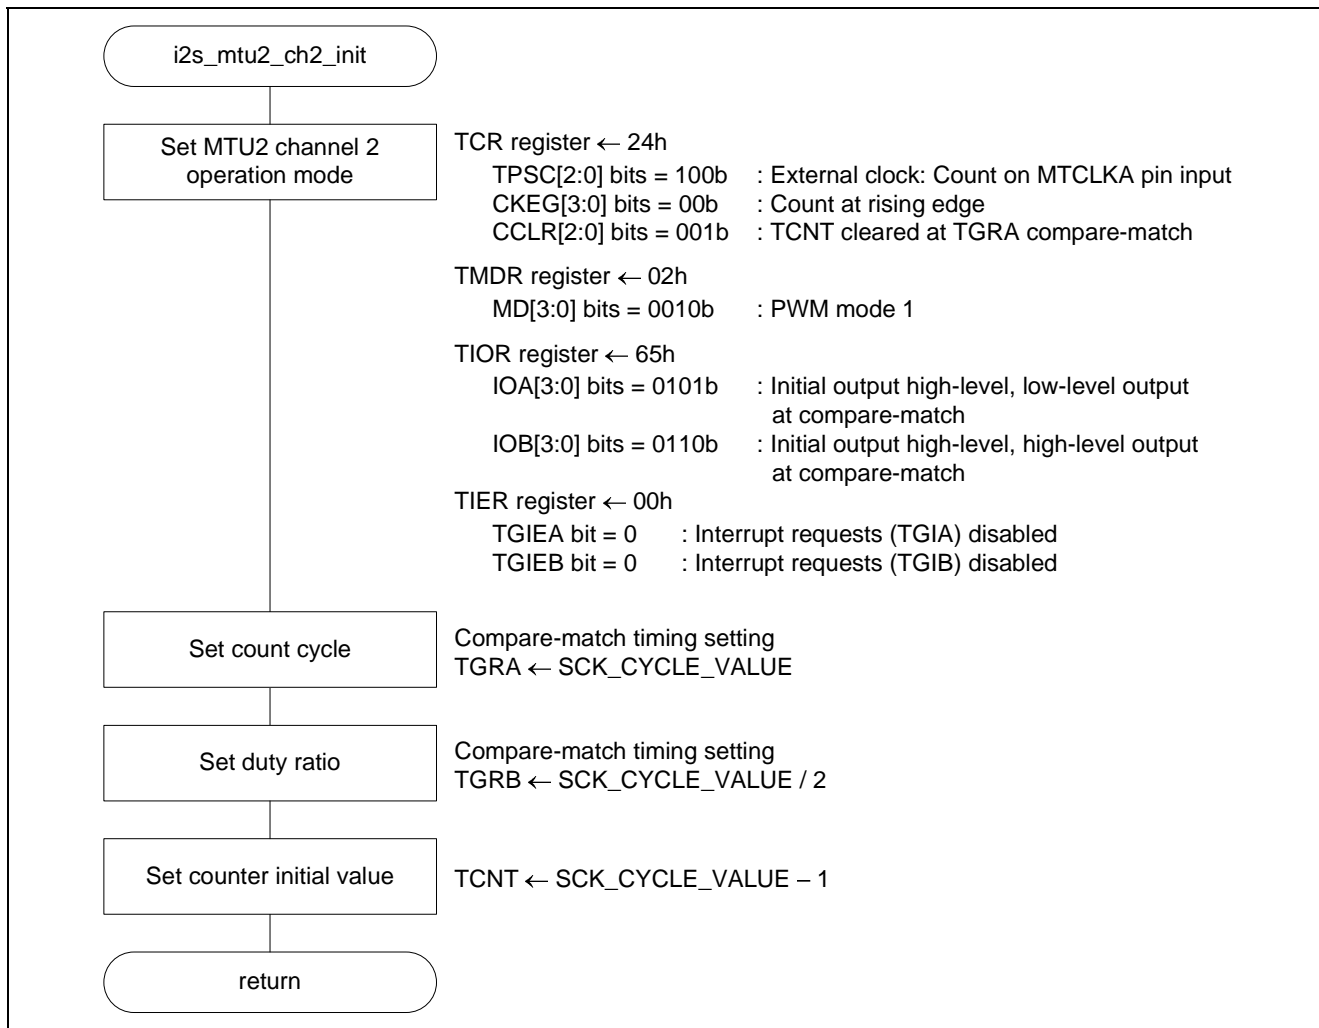 i2s_mtu2_ch2_init
Set MTU2 channel 2
operation mode
TCR register ← 24h
TPSC[2:0] bits = 100b : External clock: Count on MTCLKA pin input
CKEG[3:0] bits = 00b : Count at rising edge
CCLR[2:0] bits = 001b : TCNT cleared at TGRA compare-match
TMDR register ← 02h
MD[3:0] bits = 0010b : PWM mode 1
TIOR register ← 65h
IOA[3:0] bits = 0101b : Initial output high-level, low-level output
at compare-match
IOB[3:0] bits = 0110b : Initial output high-level, high-level output
at compare-match
TIER register ← 00h
TGIEA bit = 0 : Interrupt requests (TGIA) disabled
TGIEB bit = 0 : Interrupt requests (TGIB) disabled
Set count cycle
Compare-match timing setting
TGRA ← SCK_CYCLE_VALUE
Set duty ratio
Compare-match timing setting
TGRB ← SCK_CYCLE_VALUE / 2
Set counter initial value
TCNT ← SCK_CYCLE_VALUE – 1
return